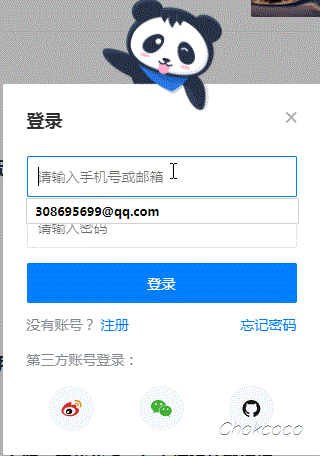 登录
请输入手机号或邮箱
308695699@qq.com
请输入密码
登录
没有账号？ 注册 忘记密码
第三方账号登录：
Chokcoco